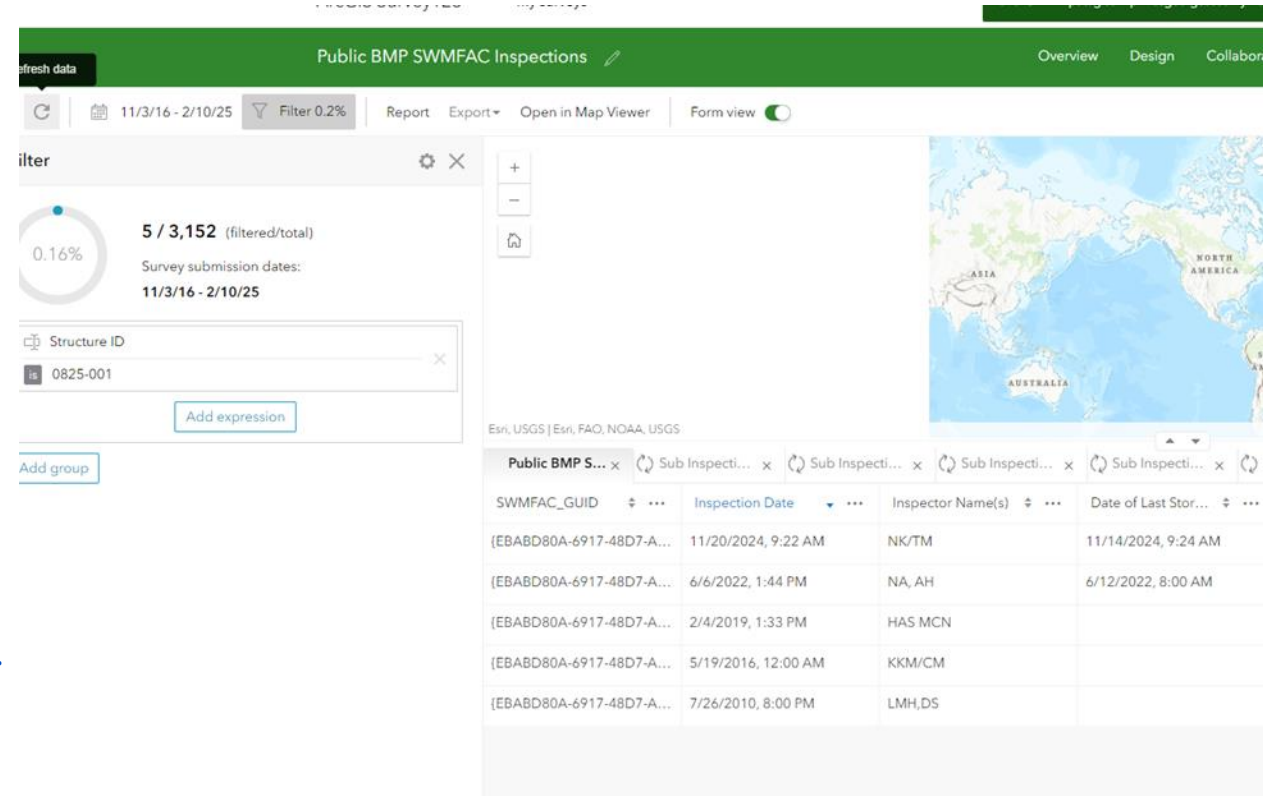 Public BMP SWMFAC Inspections
Overview Design Collabora
efresh data
11/3/16 - 2/10/25 Filter 0.2% Report Export Open in Map Viewer Form view
ilter
0.16%
5 / 3,152 (filtered/total)
Survey submission dates:
11/3/16 - 2/10/25
Structure ID
is 0825-001
Add expression
Add group
+
−
ASIA
NORTH
AMERICA
AUSTRALIA
Esri, USGS | Esri, FAO, NOAA, USGS
Public BMP S... × Sub Inspecti... × Sub Inspecti... × Sub Inspecti... × Sub Inspecti... ×
SWMFAC_GUID Inspection Date Inspector Name(s) Date of Last Stor...
{EBABD80A-6917-48D7-A... 11/20/2024, 9:22 AM NK/TM 11/14/2024, 9:24 AM
{EBABD80A-6917-48D7-A... 6/6/2022, 1:44 PM NA, AH 6/12/2022, 8:00 AM
{EBABD80A-6917-48D7-A... 2/4/2019, 1:33 PM HAS MCN
{EBABD80A-6917-48D7-A... 5/19/2016, 12:00 AM KKM/CM
{EBABD80A-6917-48D7-A... 7/26/2010, 8:00 PM LMH,DS